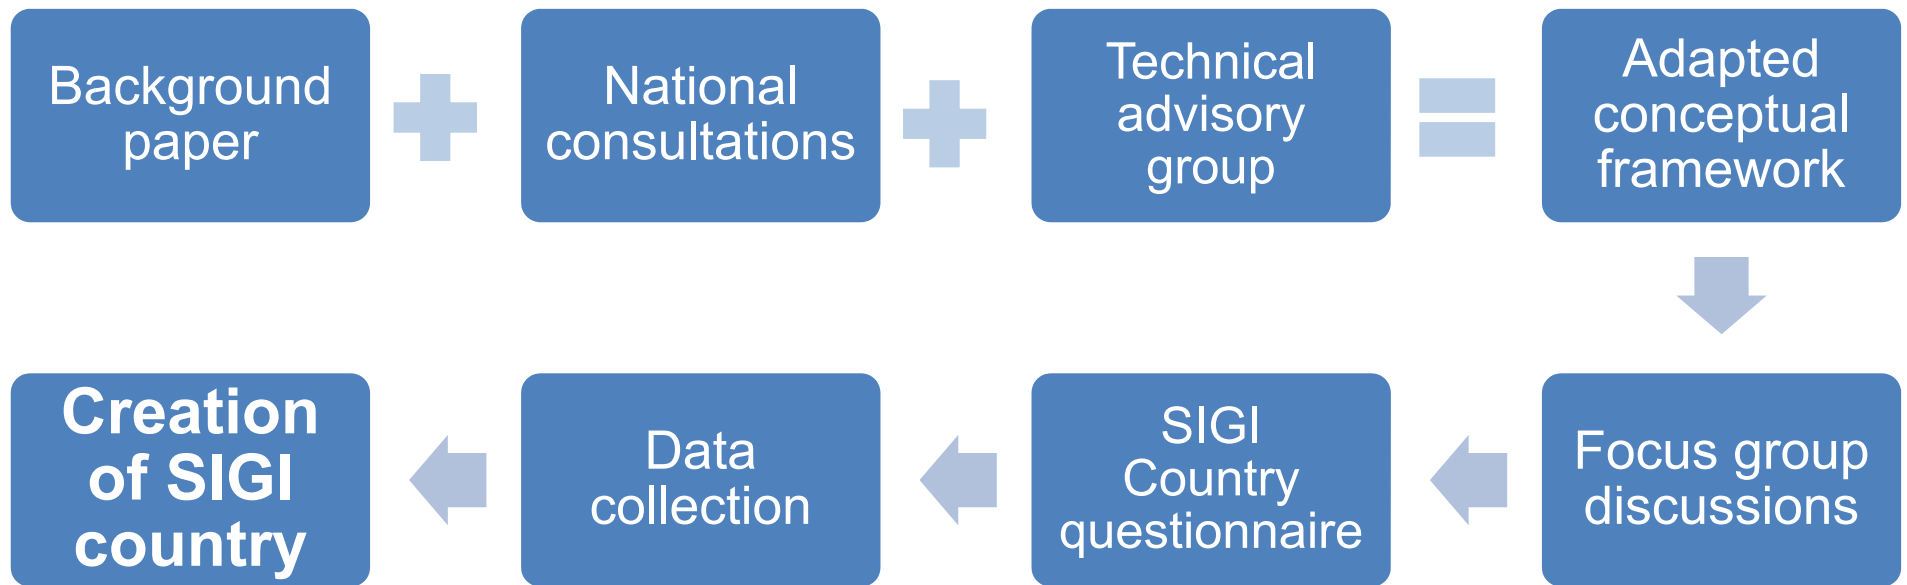 Background
paper
National
consultations
Technical
advisory
group
Adapted
conceptual
framework
Creation
of SIGI
country
Data
collection
SIGI
Country
questionnaire
Focus group
discussions